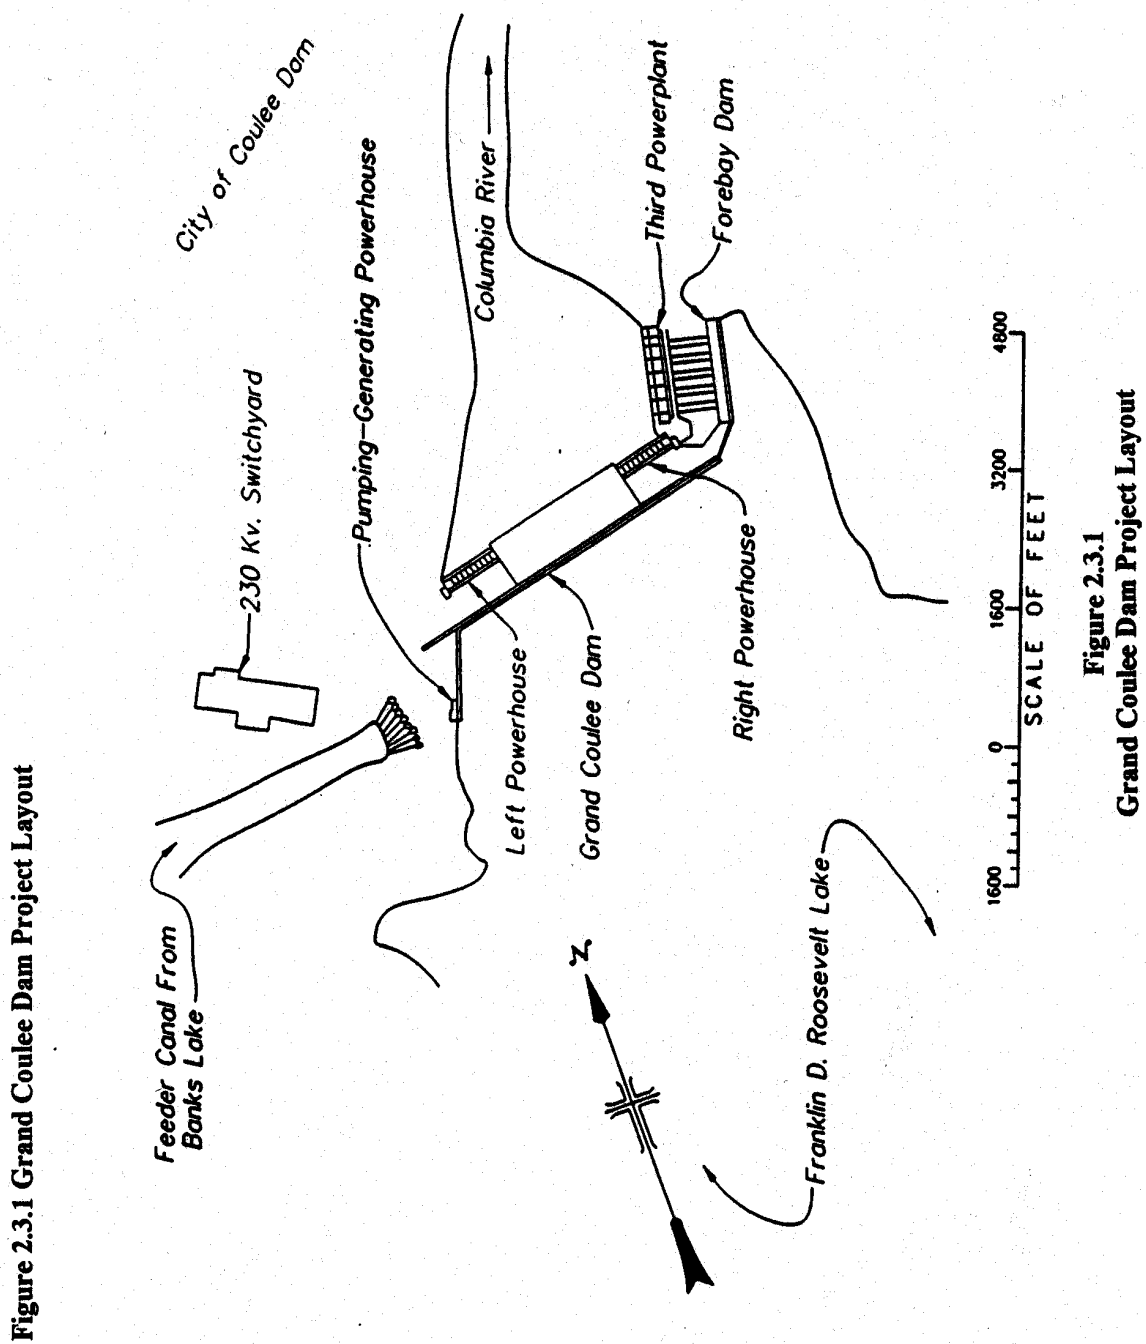 Figure 2.3.1 Grand Coulee Dam Project Layout
City of Coulee Dam
230 Kv. Switchyard
Pumping-Generating Powerhouse
Columbia River
Third Powerplant
Forebay Dam
Feeder Canal From
Banks Lake
Left Powerhouse
Grand Coulee Dam
Right Powerhouse
N
Franklin D. Roosevelt Lake
1600 0 1600 3200 4800
SCALE OF FEET
Figure 2.3.1
Grand Coulee Dam Project Layout